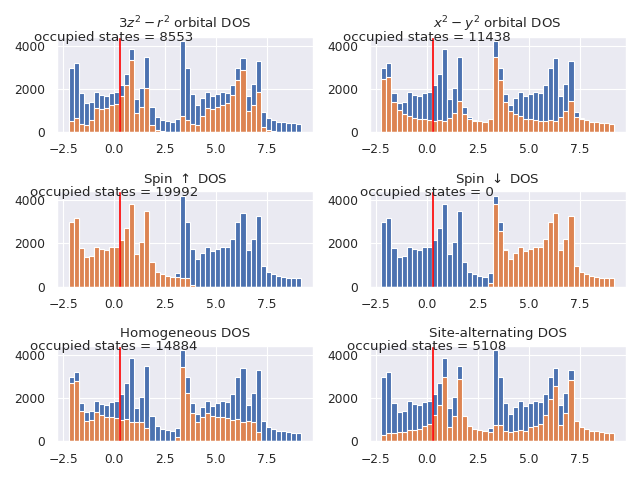 3z² − r² orbital DOS
occupied states = 8553
4000
2000
0
−2.5 0.0 2.5 5.0 7.5
x² − y² orbital DOS
occupied states = 11438
4000
2000
0
−2.5 0.0 2.5 5.0 7.5
Spin ↑ DOS
occupied states = 19992
4000
2000
0
−2.5 0.0 2.5 5.0 7.5
Spin ↓ DOS
occupied states = 0
4000
2000
0
−2.5 0.0 2.5 5.0 7.5
Homogeneous DOS
occupied states = 14884
4000
2000
0
−2.5 0.0 2.5 5.0 7.5
Site-alternating DOS
occupied states = 5108
4000
2000
0
−2.5 0.0 2.5 5.0 7.5